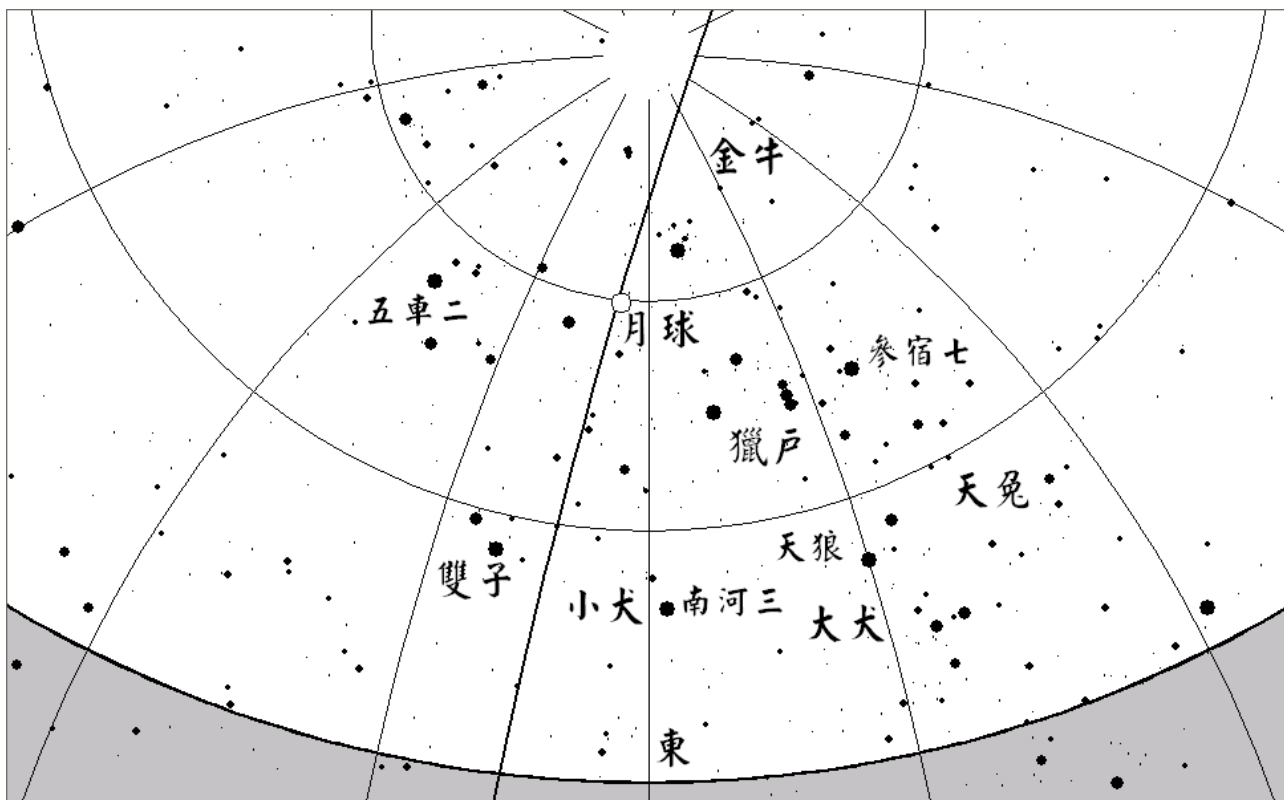 金牛
五車二
月球
參宿七
獵戶
天兔
天狼
雙子
小犬
南河三
大犬
東